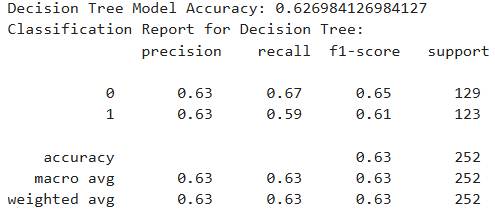 Decision Tree Model Accuracy: 0.626984126984127
Classification Report for Decision Tree:
              precision    recall  f1-score   support

           0       0.63      0.67      0.65       129
           1       0.63      0.59      0.61       123

    accuracy                           0.63       252
   macro avg       0.63      0.63      0.63       252
weighted avg       0.63      0.63      0.63       252